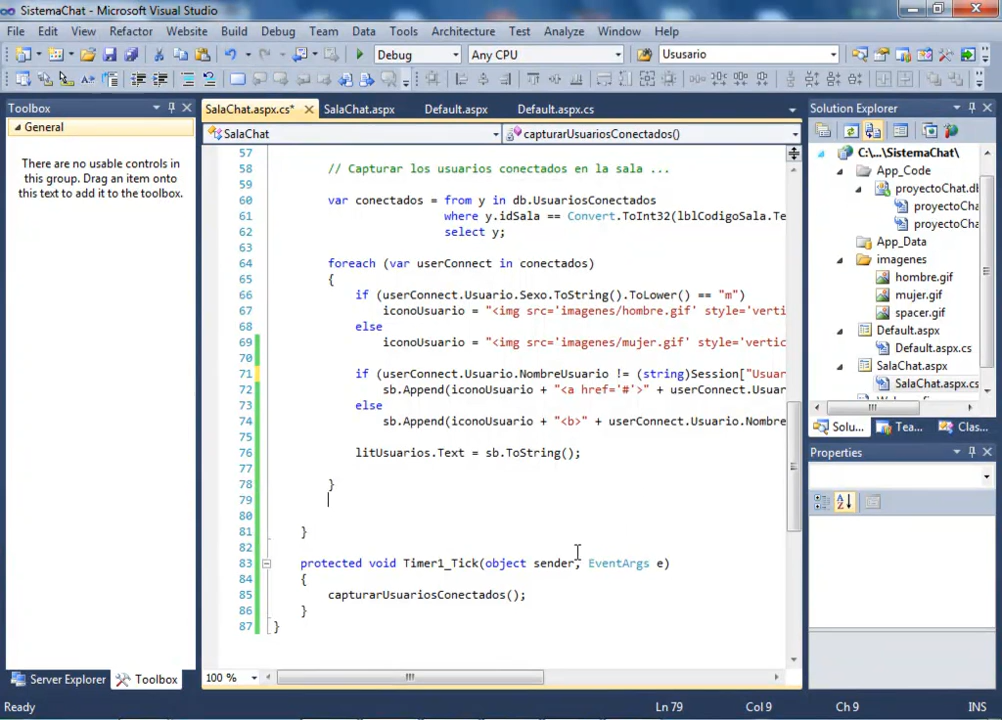 SistemaChat - Microsoft Visual Studio
File Edit View Refactor Website Build Debug Team Data Tools Architecture Test Analyze Window Help
Debug Any CPU Ususario
Toolbox
General
There are no usable controls in
this group. Drag an item onto
this text to add it to the toolbox.
Server Explorer Toolbox
SalaChat.aspx.cs* SalaChat.aspx Default.aspx Default.aspx.cs
SalaChat capturarUsuariosConectados()
57
58 // Capturar los usuarios conectados en la sala ...
59
60 var conectados = from y in db.UsuariosConectados
61 where y.idSala == Convert.ToInt32(lblCodigoSala.Te
62 select y;
63
64 foreach (var userConnect in conectados)
65 {
66 if (userConnect.Usuario.Sexo.ToString().ToLower() == "m")
67 iconoUsuario = "<img src='imagenes/hombre.gif' style='verti
68 else
69 iconoUsuario = "<img src='imagenes/mujer.gif' style='vertic
70
71 if (userConnect.Usuario.NombreUsuario != (string)Session["Usuar
72 sb.Append(iconoUsuario + "<a href='#'>" + userConnect.Usuar
73 else
74 sb.Append(iconoUsuario + "<b>" + userConnect.Usuario.Nombre
75
76 litUsuarios.Text = sb.ToString();
77
78 }
79
80
81 }
82
83 protected void Timer1_Tick(object sender, EventArgs e)
84 {
85 capturarUsuariosConectados();
86 }
87 }
100 %
Solution Explorer
C:\...\SistemaChat\
App_Code
proyectoChat.db
proyectoCha
proyectoCha
App_Data
imagenes
hombre.gif
mujer.gif
spacer.gif
Default.aspx
Default.aspx.cs
SalaChat.aspx
SalaChat.aspx.cs
Solu... Tea... Clas...
Properties
Ready Ln 79 Col 9 Ch 9 INS